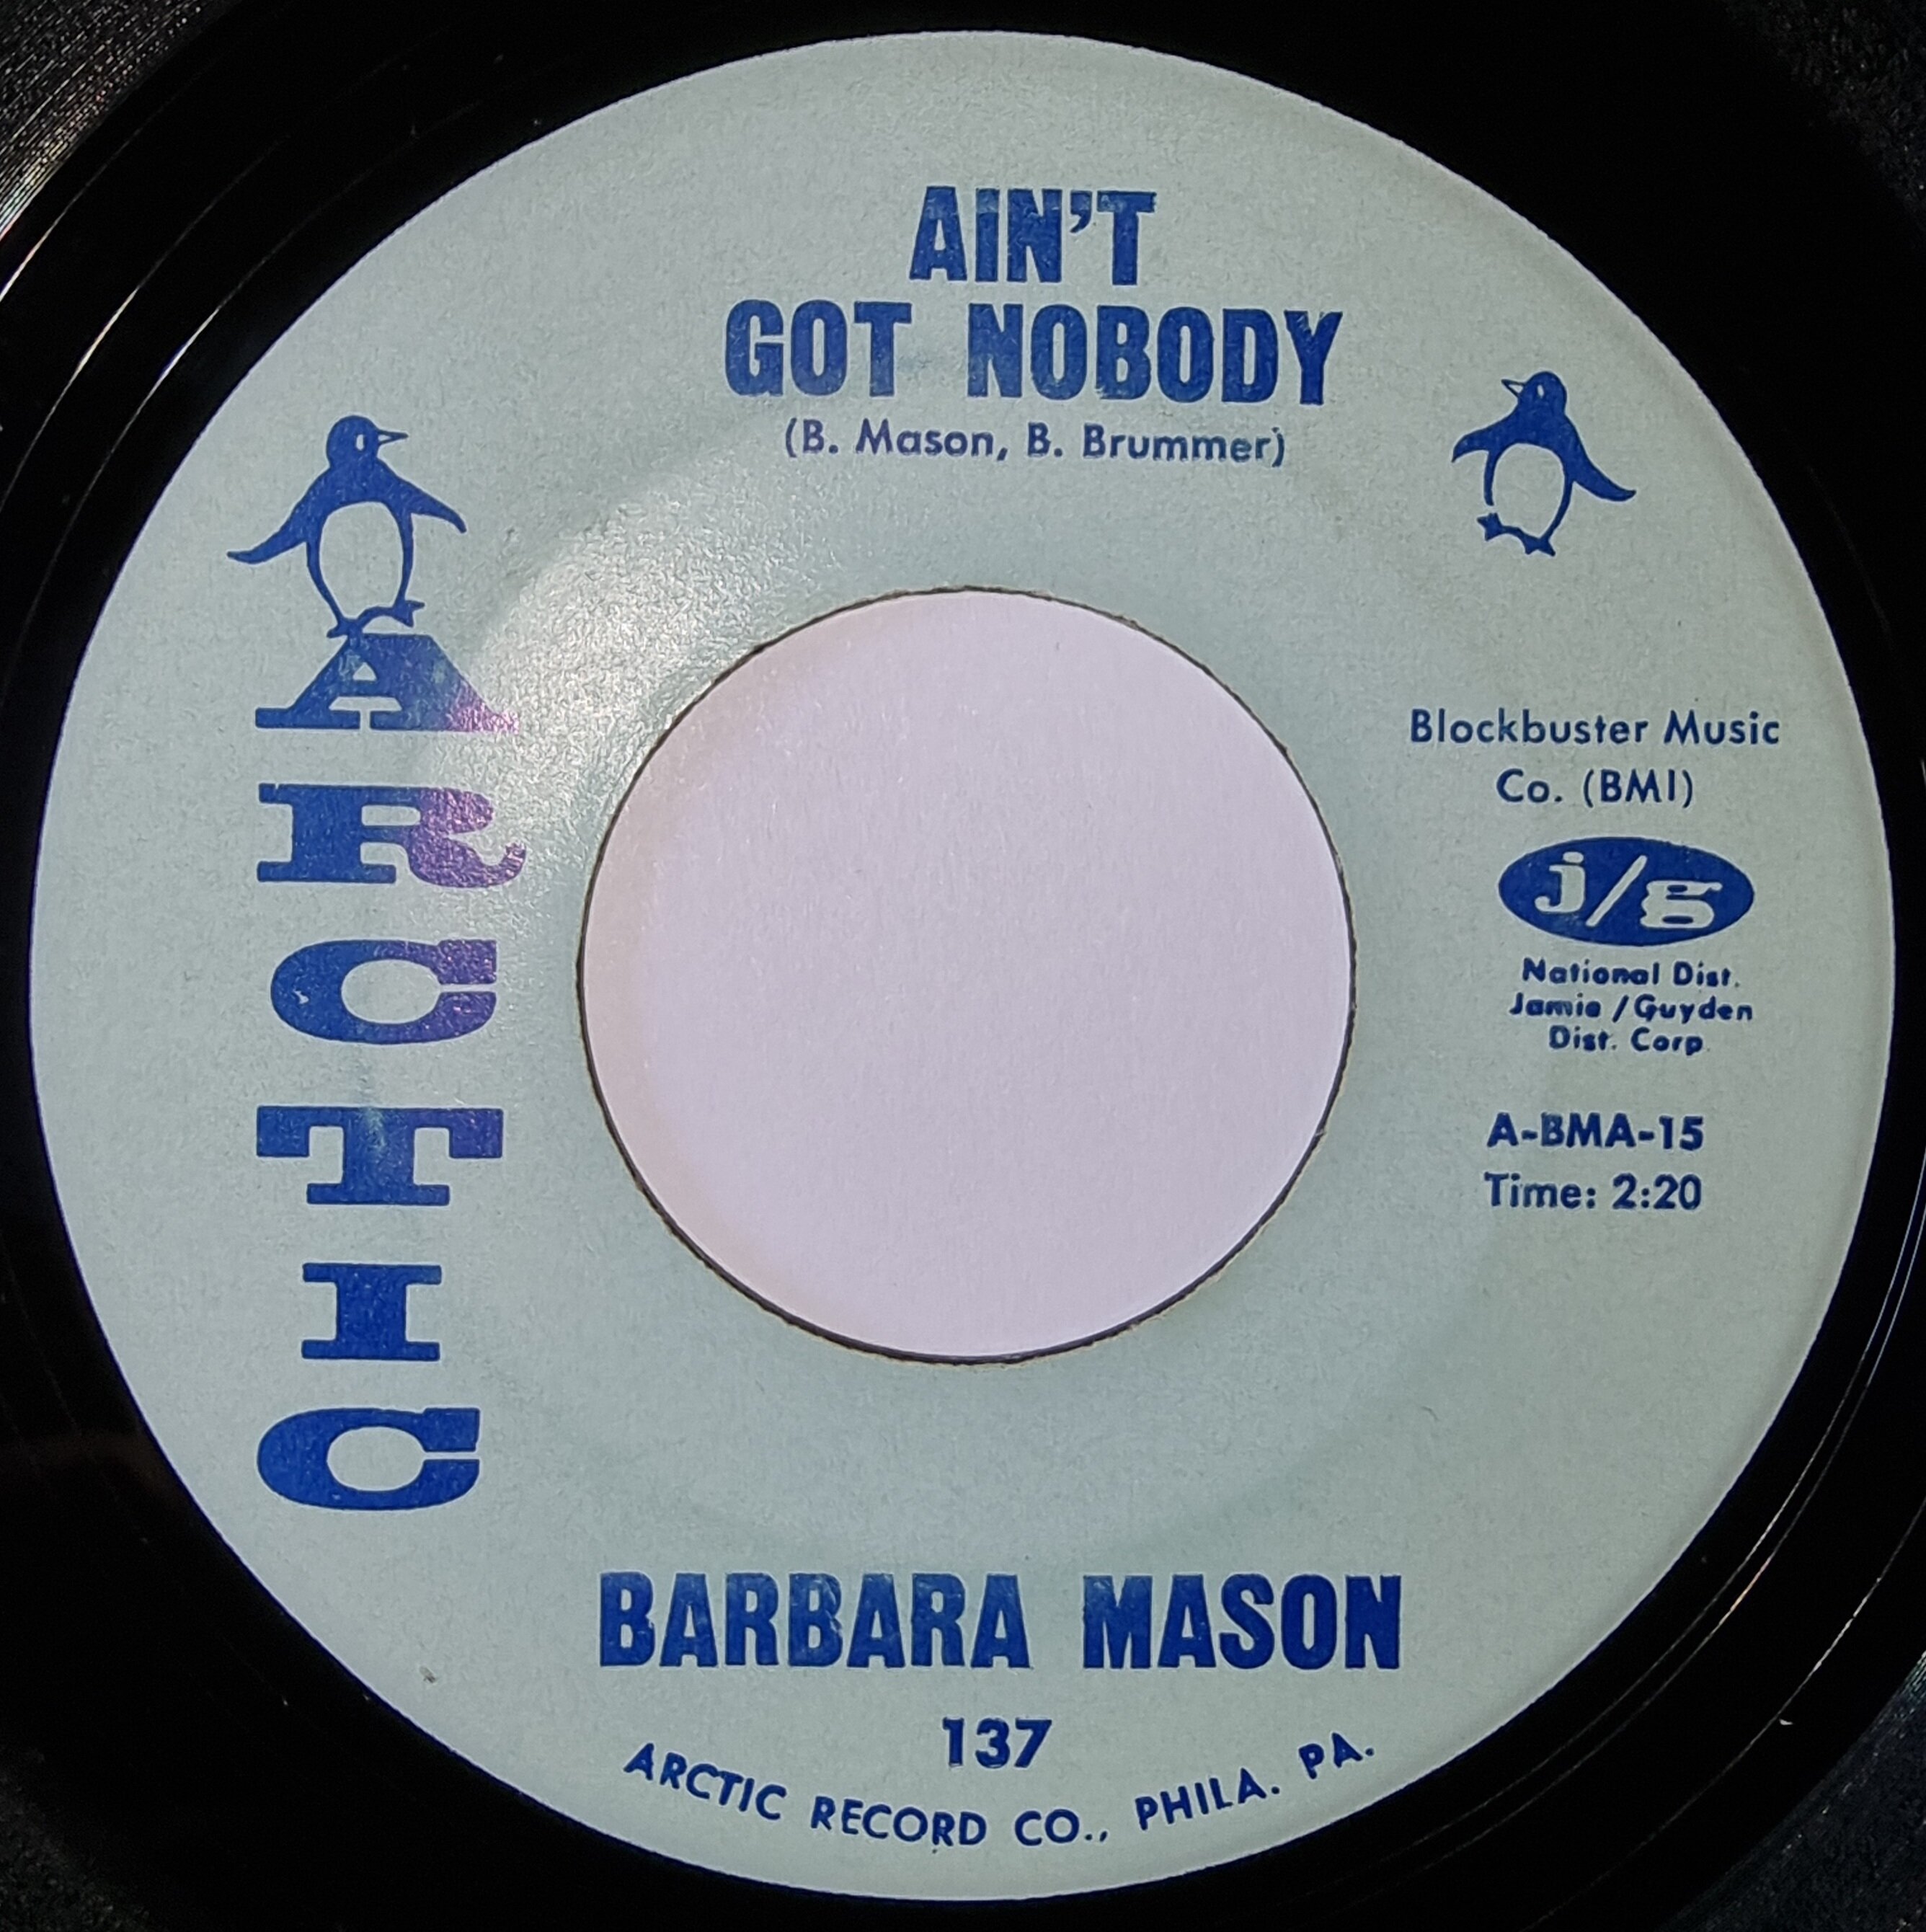 AIN'T
GOT NOBODY
(B. Mason, B. Brummer)
ARCTIC
Blockbuster Music
Co. (BMI)
j/g
National Dist.
Jamie / Guyden
Dist. Corp.
A-BMA-15
Time: 2:20
BARBARA MASON
137
ARCTIC RECORD CO., PHILA. PA.